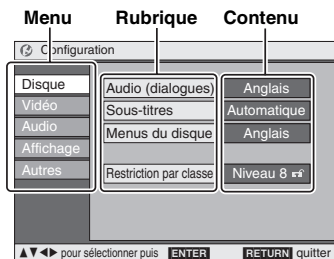 Menu Rubrique Contenu
Configuration
Disque Audio (dialogues) Anglais
Vidéo Sous-titres Automatique
Audio Menus du disque Anglais
Affichage
Autres Restriction par classe Niveau 8
▲▼◀▶ pour sélectionner puis ENTER RETURN quitter